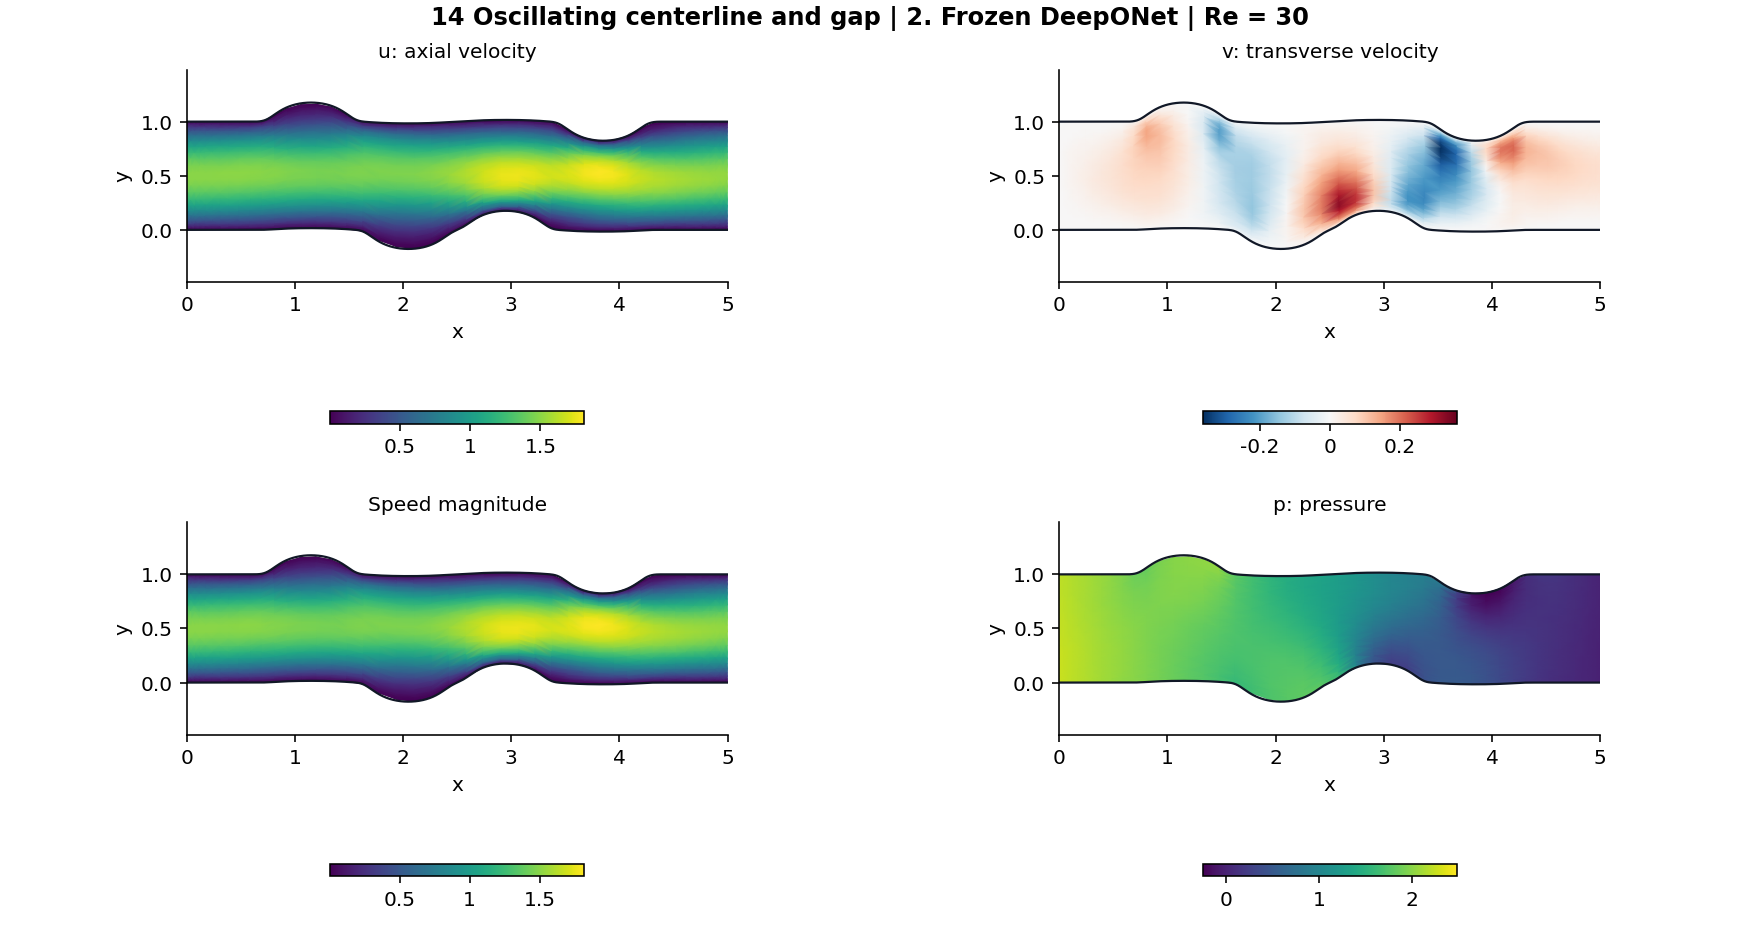 14 Oscillating centerline and gap | 2. Frozen DeepONet | Re = 30
u: axial velocity
1.0
0.5
0.0
y
0 1 2 3 4 5
x
0.5 1 1.5
v: transverse velocity
1.0
0.5
0.0
y
0 1 2 3 4 5
x
-0.2 0 0.2
Speed magnitude
1.0
0.5
0.0
y
0 1 2 3 4 5
x
0.5 1 1.5
p: pressure
1.0
0.5
0.0
y
0 1 2 3 4 5
x
0 1 2